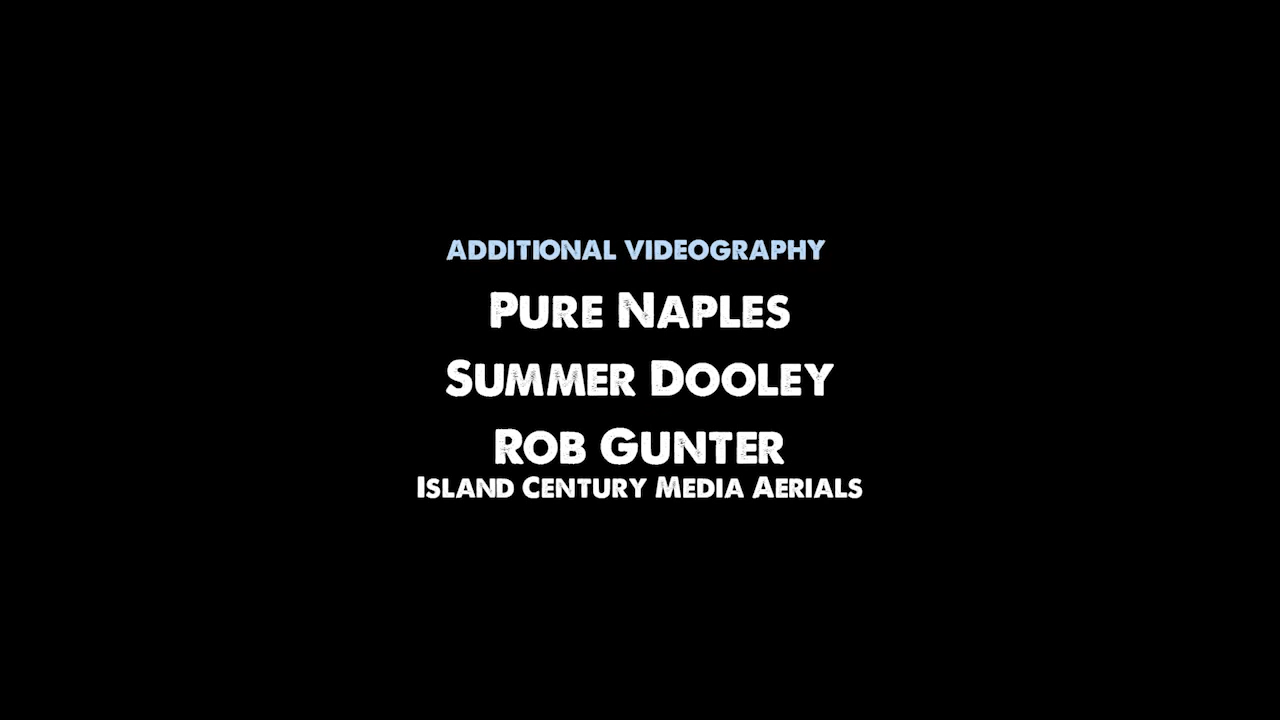 ADDITIONAL VIDEOGRAPHY
PURE NAPLES
SUMMER DOOLEY
ROB GUNTER
ISLAND CENTURY MEDIA AERIALS